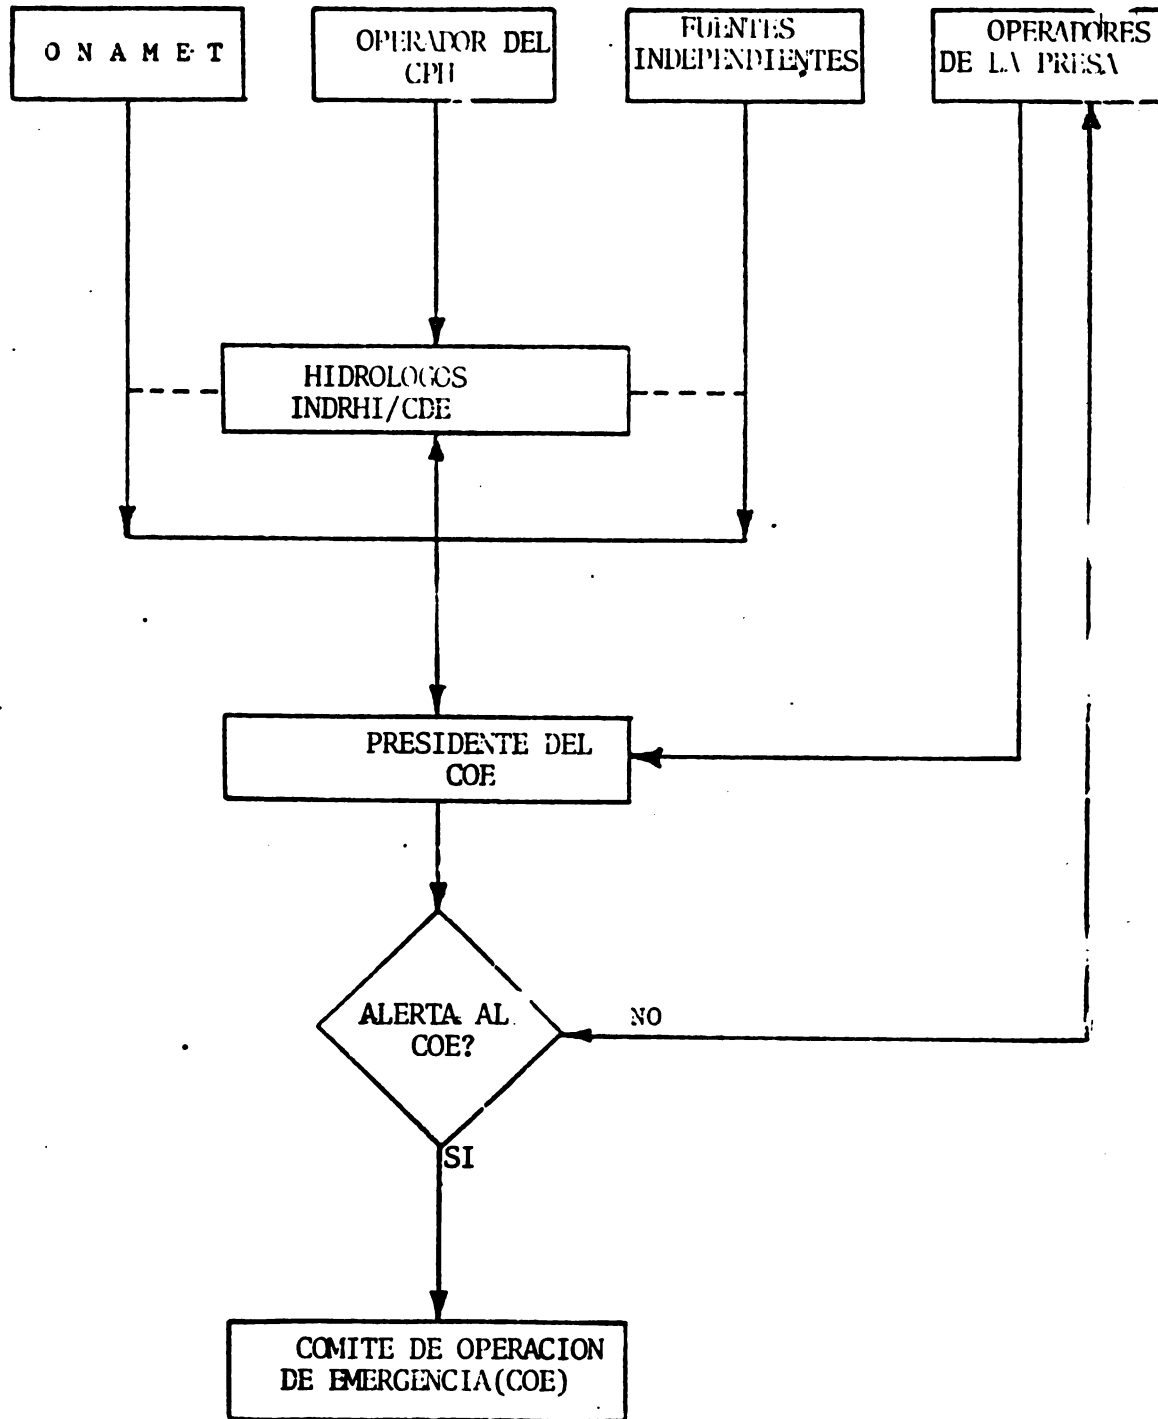 O N A M E T
OPERADOR DEL
CPH
FUENTES
INDEPENDIENTES
OPERADORES
DE LA PRESA
HIDROLOGOS
INDRHI/CDE
PRESIDENTE DEL
COE
ALERTA AL
COE?
NO
SI
COMITE DE OPERACION
DE EMERGENCIA(COE)